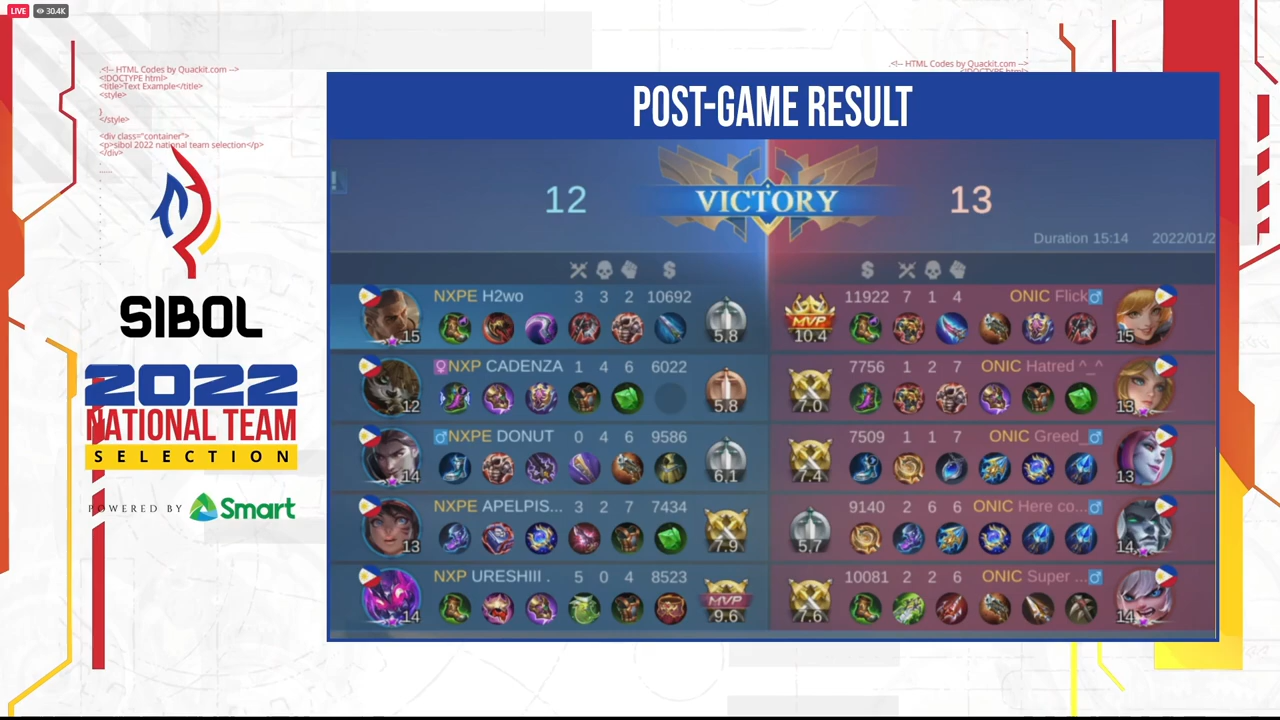 LIVE 30.4K
<!-- HTML Codes by Quackit.com -->
<!DOCTYPE html>
<title>Text Example</title>
<style>
}
</style>
<div class="container">
<p>sibol 2022 national team selection</p>
</div>
......
SIBOL
2022
NATIONAL TEAM
SELECTION
POWERED BY Smart
<!-- HTML Codes by Quackit.com -->
POST-GAME RESULT
12 VICTORY 13
Duration 15:14 2022/01/2
NXPE H2wo 3 3 2 10692
15 5.8
MVP 10.4 11922 7 1 4 ONIC Flick
15
NXP CADENZA 1 4 6 6022
12 5.8
7.0 7756 1 2 7 ONIC Hatred ^_^
13
NXPE DONUT 0 4 6 9586
14 6.1
7.4 7509 1 1 7 ONIC Greed_
13
NXPE APELPIS... 3 2 7 7434
13 7.9
5.7 9140 2 6 6 ONIC Here co...
14
NXP URESHIII . 5 0 4 8523
14 MVP 9.6
7.6 10081 2 2 6 ONIC Super ...
14